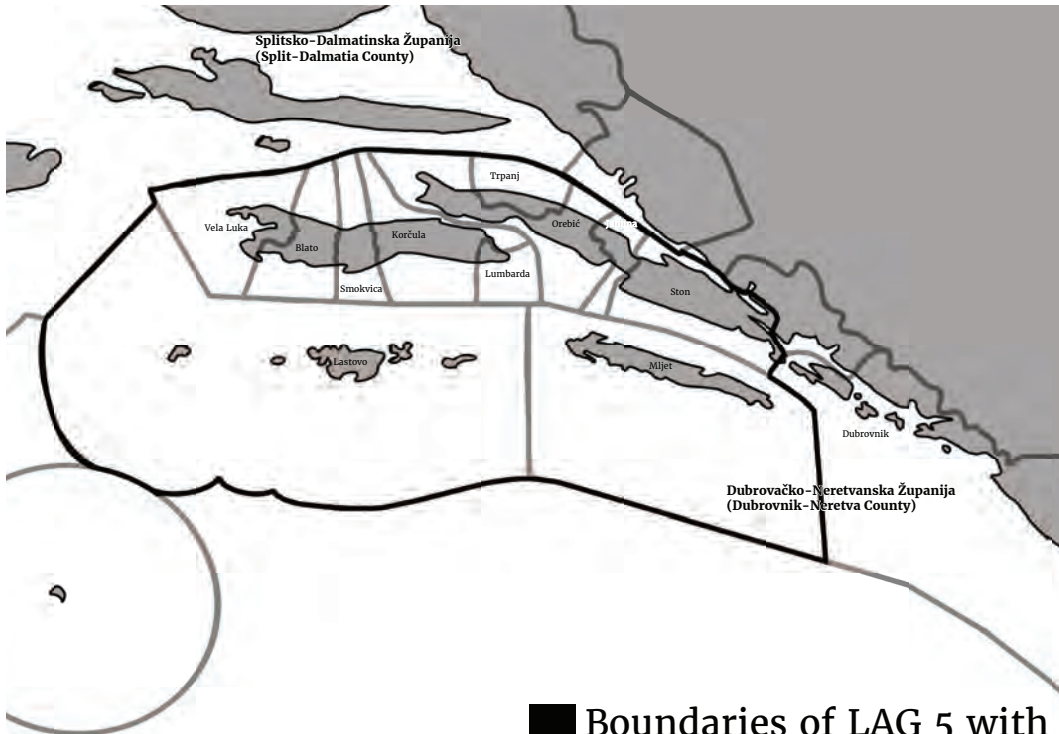 Splitsko-Dalmatinska Županija
(Split-Dalmatia County)
Trpanj
Vela Luka
Korčula
Orebić
Blato
Lumbarda
Smokvica
Ston
Lastovo
Mljet
Dubrovnik
Dubrovačko-Neretvanska Županija
(Dubrovnik-Neretva County)
Boundaries of LAG 5 with